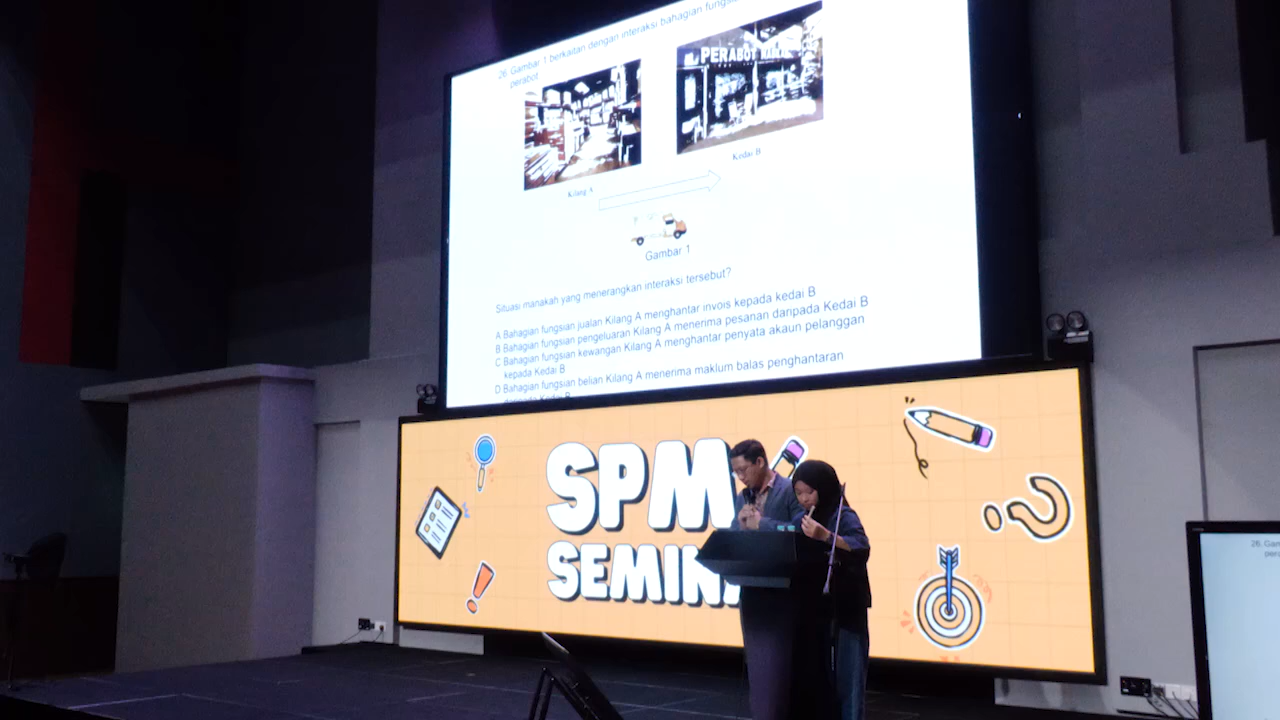 26. Gambar 1 berkaitan dengan interaksi bahagian fungsi
perabot
PERABOT
Kilang A
Kedai B
Gambar 1
Situasi manakah yang menerangkan interaksi tersebut?
A Bahagian fungsian jualan Kilang A menghantar invois kepada kedai B
B Bahagian fungsian pengeluaran Kilang A menerima pesanan daripada Kedai B
C Bahagian fungsian kewangan Kilang A menghantar penyata akaun pelanggan
kepada Kedai B
D Bahagian fungsian belian Kilang A menerima maklum balas penghantaran
SPM
SEMIN
26. Gam
pera